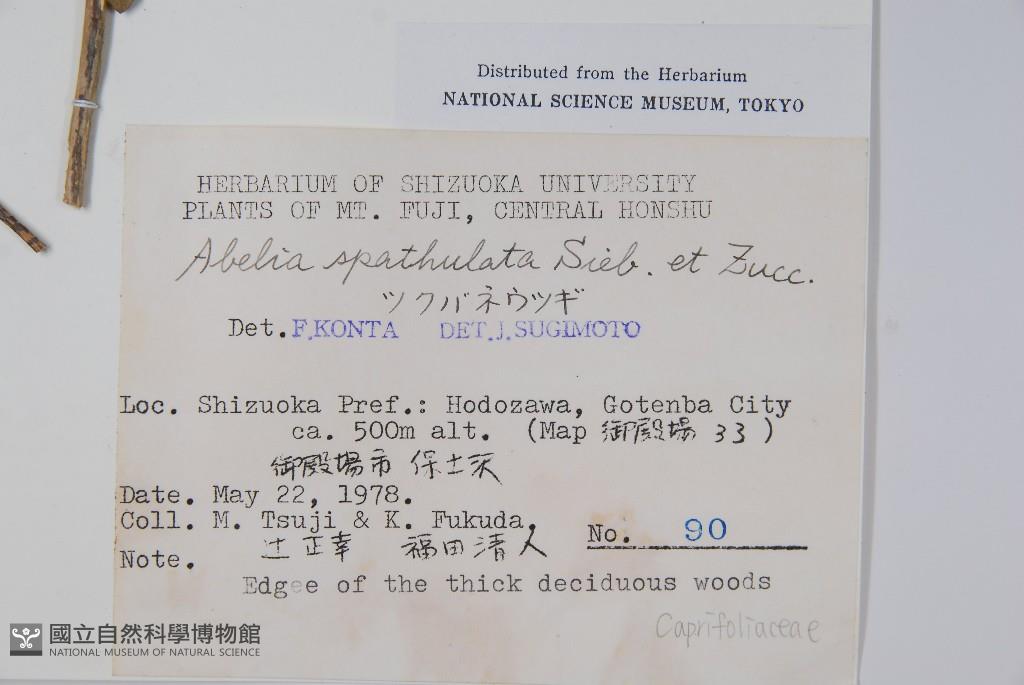 Distributed from the Herbarium
NATIONAL SCIENCE MUSEUM, TOKYO
HERBARIUM OF SHIZUOKA UNIVERSITY
PLANTS OF MT. FUJI, CENTRAL HONSHU
Abelia spathulata Sieb. et Zucc.
ツクバネウツギ
Det. F. KONTA DET. J. SUGIMOTO
Loc. Shizuoka Pref.: Hodozawa, Gotenba City
ca. 500m alt. (Map 御殿場 33)
御殿場市 保土沢
Date. May 22, 1978.
Coll. M. Tsuji & K. Fukuda.
辻正幸 福田清人
No. 90
Note.
Edgee of the thick deciduous woods
Caprifoliaceae
國立自然科學博物館
NATIONAL MUSEUM OF NATURAL SCIENCE